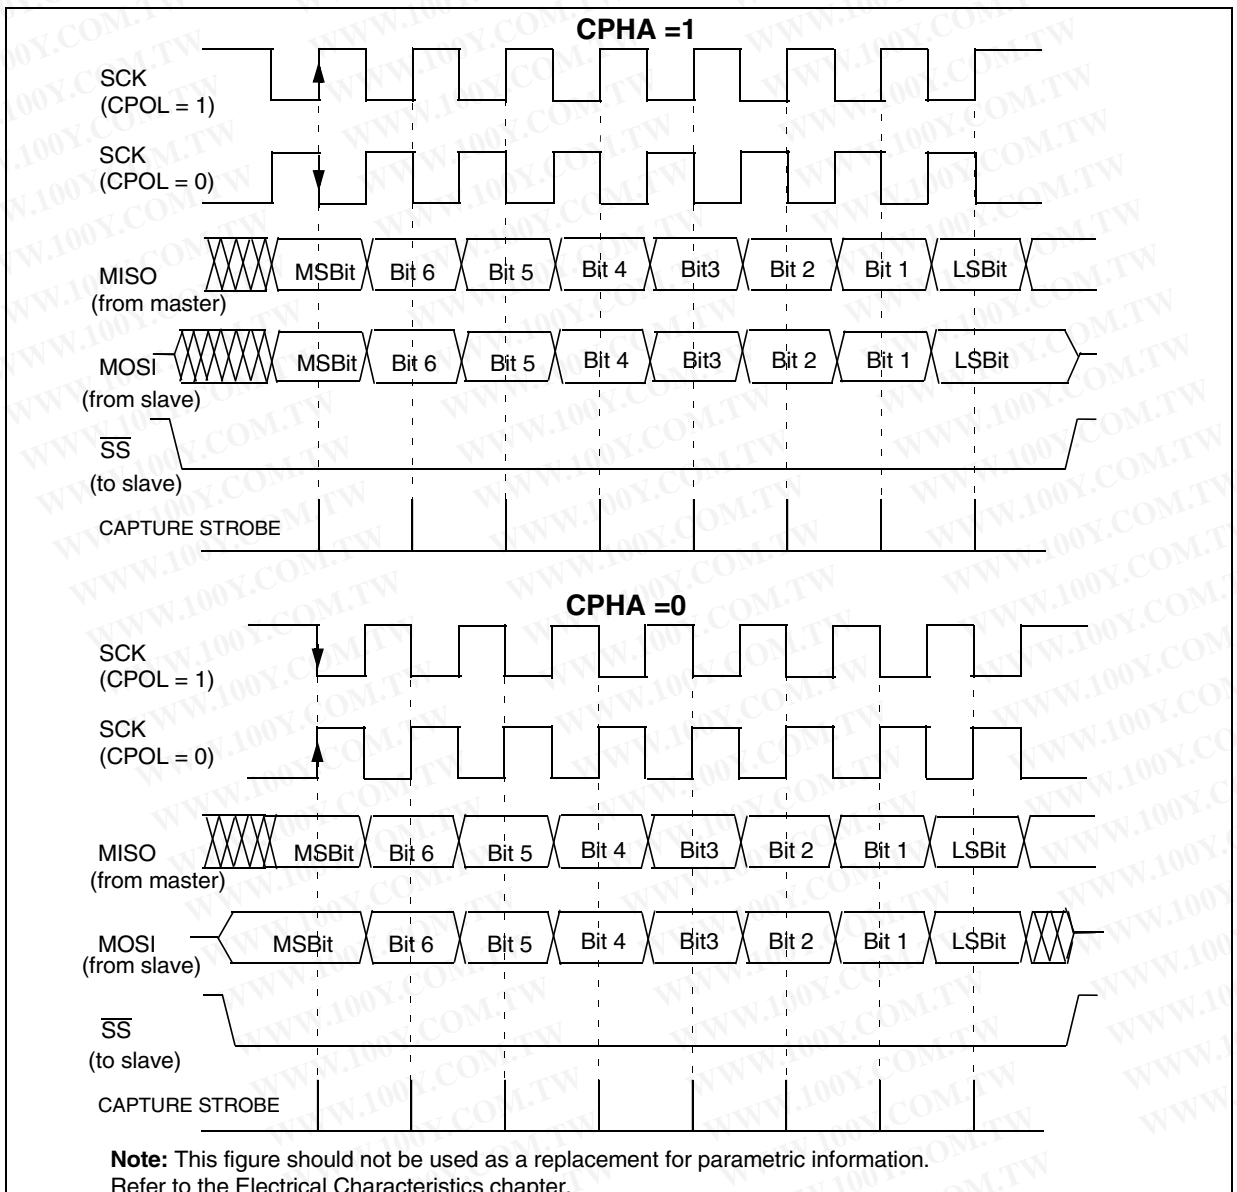 CPHA =1
SCK
(CPOL = 1)
SCK
(CPOL = 0)
MISO
(from master)
MSBit Bit 6 Bit 5 Bit 4 Bit3 Bit 2 Bit 1 LSBit
MOSI
(from slave)
MSBit Bit 6 Bit 5 Bit 4 Bit3 Bit 2 Bit 1 LSBit
SS
(to slave)
CAPTURE STROBE
CPHA =0
SCK
(CPOL = 1)
SCK
(CPOL = 0)
MISO
(from master)
MSBit Bit 6 Bit 5 Bit 4 Bit3 Bit 2 Bit 1 LSBit
MOSI
(from slave)
MSBit Bit 6 Bit 5 Bit 4 Bit3 Bit 2 Bit 1 LSBit
SS
(to slave)
CAPTURE STROBE
Note: This figure should not be used as a replacement for parametric information.
Refer to the Electrical Characteristics chapter.
WWW.100Y.COM.TW